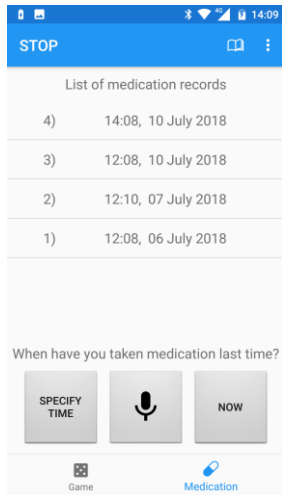 4G 14:09
STOP
List of medication records
4) 14:08, 10 July 2018
3) 12:08, 10 July 2018
2) 12:10, 07 July 2018
1) 12:08, 06 July 2018
When have you taken medication last time?
SPECIFY
TIME
NOW
Game
Medication